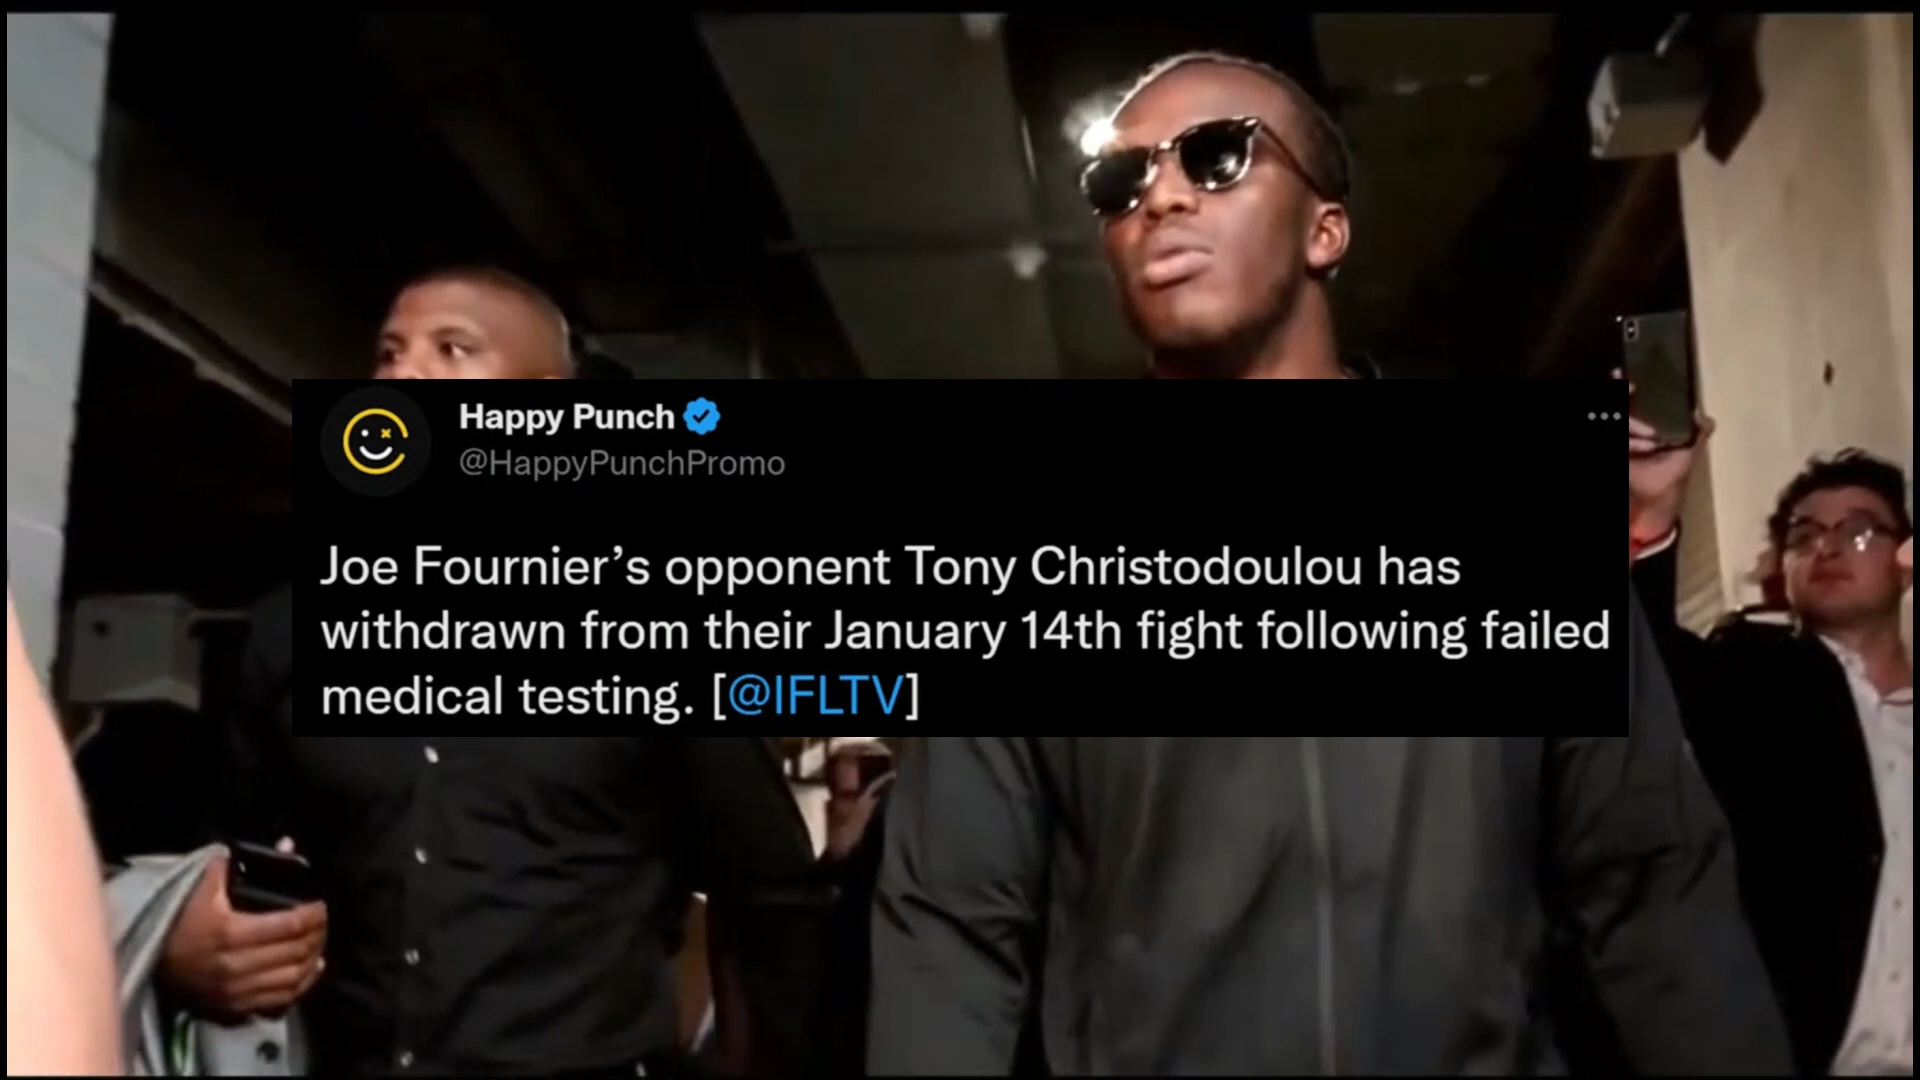 Happy Punch
@HappyPunchPromo
Joe Fournier’s opponent Tony Christodoulou has
withdrawn from their January 14th fight following failed
medical testing. [@IFLTV]